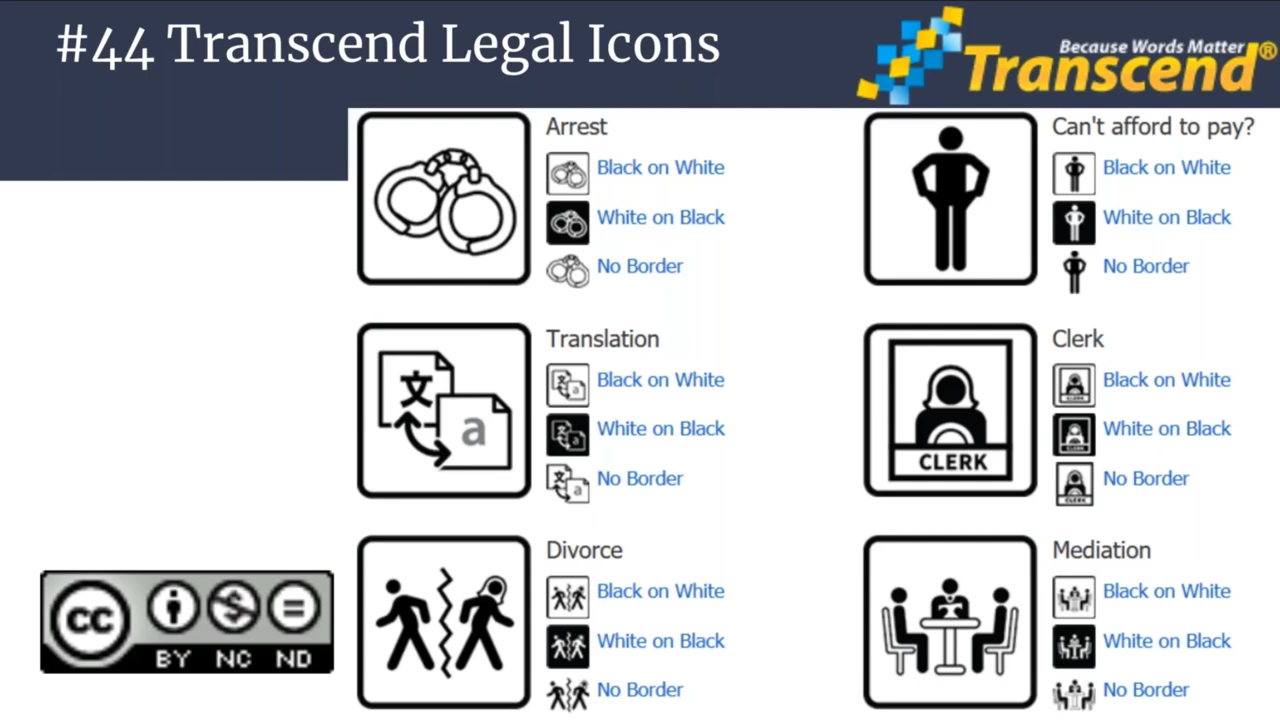 #44 Transcend Legal Icons
Because Words Matter
Transcend®
Arrest
Black on White
White on Black
No Border
Can't afford to pay?
Black on White
White on Black
No Border
文
a
Translation
Black on White
White on Black
No Border
CLERK
Clerk
Black on White
White on Black
No Border
Divorce
Black on White
White on Black
No Border
Mediation
Black on White
White on Black
No Border
cc
BY NC ND